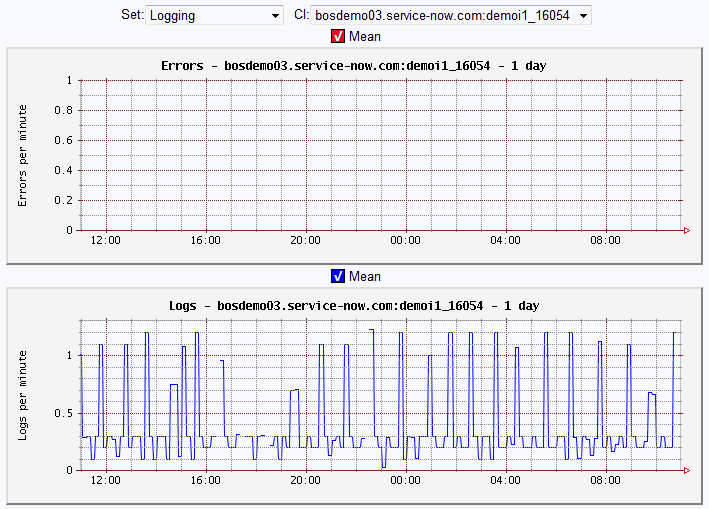 Set: Logging CI: bosdemo03.service-now.com:demoi1_16054
Mean
Errors - bosdemo03.service-now.com:demoi1_16054 - 1 day
Errors per minute
1
0.8
0.6
0.4
0.2
0
12:00 16:00 20:00 00:00 04:00 08:00
Mean
Logs - bosdemo03.service-now.com:demoi1_16054 - 1 day
Logs per minute
1
0.5
0
12:00 16:00 20:00 00:00 04:00 08:00